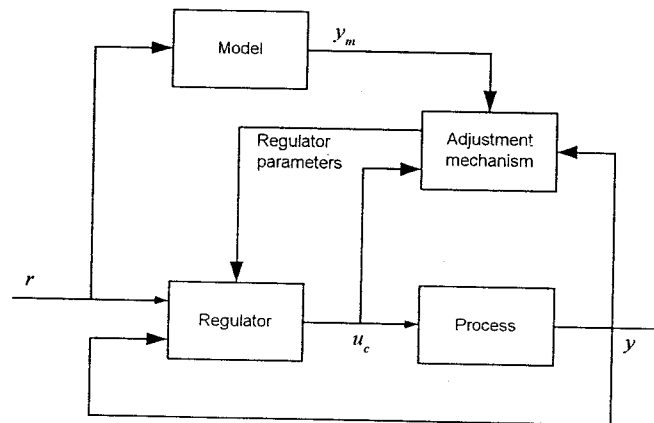 Model
y_m
Regulator
parameters
Adjustment
mechanism
r
Regulator
u_c
Process
y